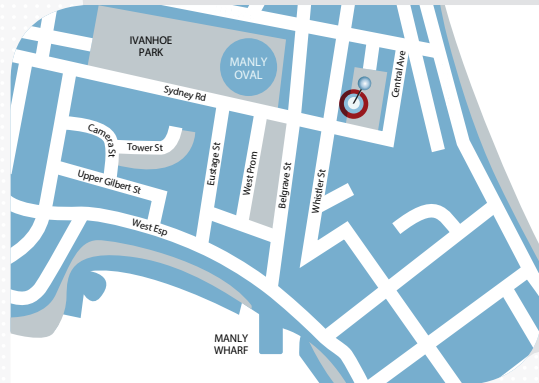 IVANHOE
PARK
MANLY
OVAL
Central Ave
Sydney Rd
Camera St
Tower St
Eustage St
West Prom
Belgrave St
Whistler St
Upper Gilbert St
West Esp
MANLY
WHARF